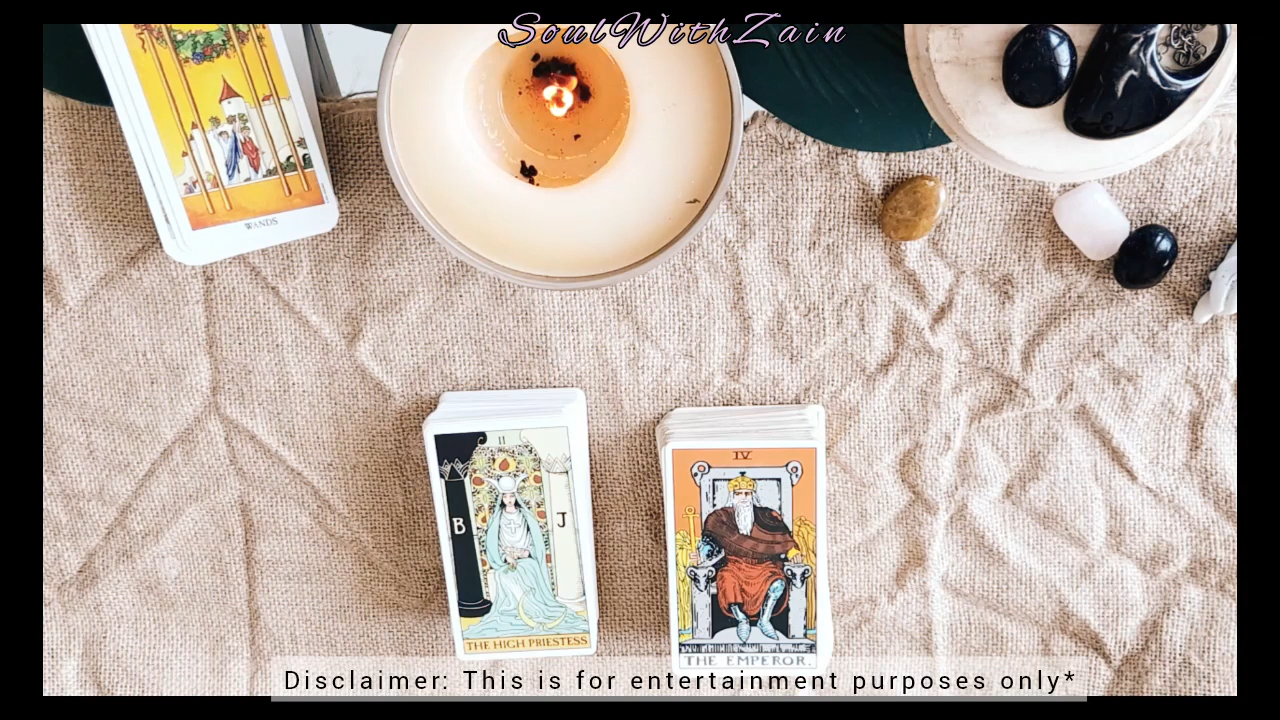 SoulWithZain
WANDS
II
B J
THE HIGH PRIESTESS
IV
THE EMPEROR.
Disclaimer: This is for entertainment purposes only*